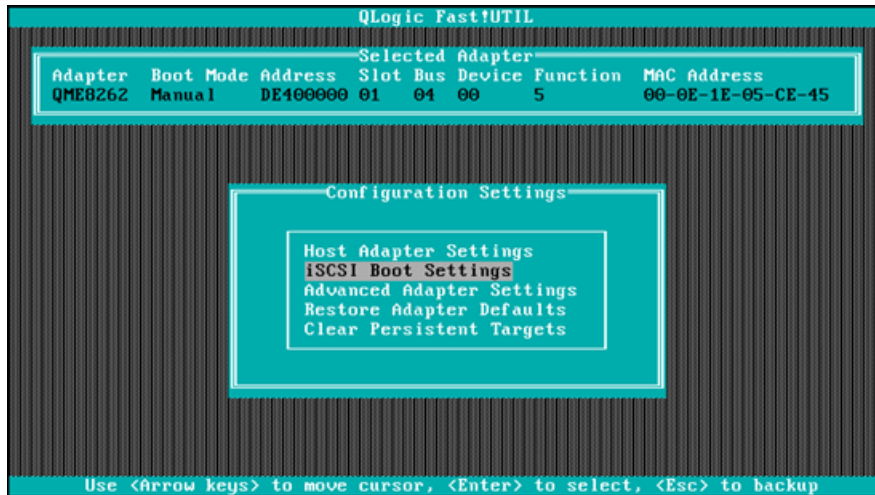 QLogic Fast!UTIL
Selected Adapter
Adapter Boot Mode Address Slot Bus Device Function MAC Address
QME8262 Manual DE400000 01 04 00 5 00-0E-1E-05-CE-45
Configuration Settings
Host Adapter Settings
iSCSI Boot Settings
Advanced Adapter Settings
Restore Adapter Defaults
Clear Persistent Targets
Use <Arrow keys> to move cursor, <Enter> to select, <Esc> to backup